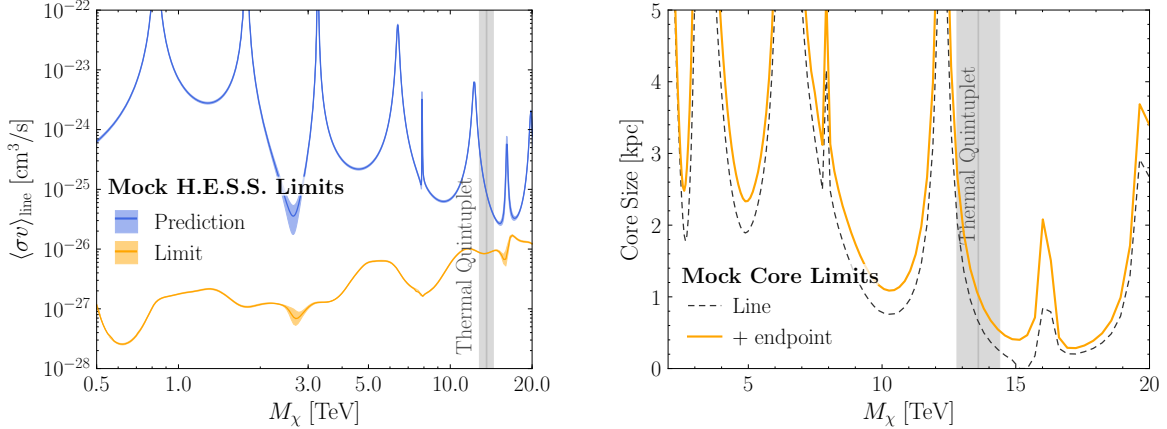 10⁻²²
10⁻²³
10⁻²⁴
10⁻²⁵
10⁻²⁶
10⁻²⁷
10⁻²⁸
⟨σv⟩line [cm³/s]
Mock H.E.S.S. Limits
Prediction
Limit
Thermal Quintuplet
0.5 1.0 3.0 5.0 10.0 20.0
Mχ [TeV]
5
4
3
2
1
0
Core Size [kpc]
Thermal Quintuplet
Mock Core Limits
Line
+ endpoint
5 10 15 20
Mχ [TeV]